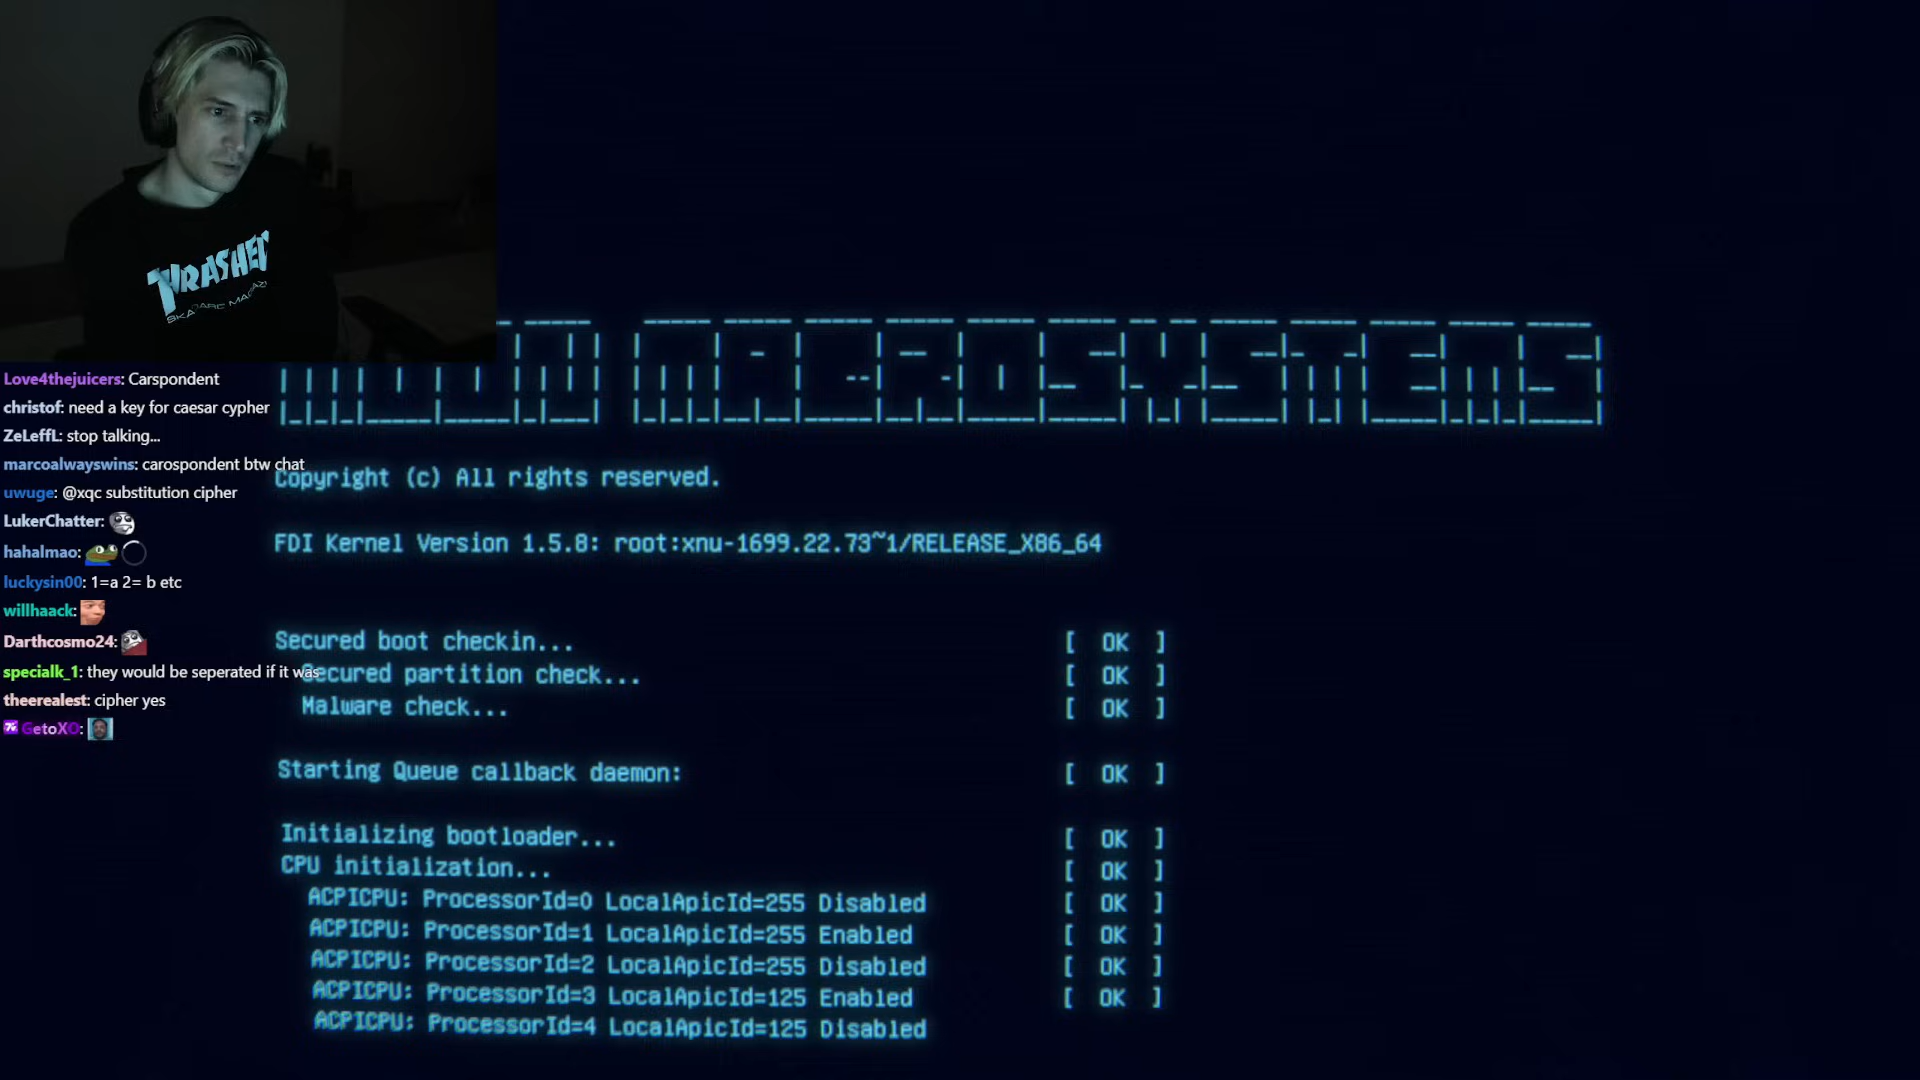 THRASHER
MACROSYSTEMS
Love4thejuicers: Carspondent
christof: need a key for caesar cypher
ZeLeffL: stop talking...
marcoalwayswins: carospondent btw chat
uwuge: @xqc substitution cipher
LukerChatter:
hahalmao:
luckysin00: 1=a 2= b etc
willhaack:
Darthcosmo24:
specialk_1: they would be seperated if it was
theerealest: cipher yes
GetoXO:
Copyright (c) All rights reserved.
FDI Kernel Version 1.5.8: root:xnu-1699.22.73~1/RELEASE_X86_64
Secured boot checkin... [ OK ]
Secured partition check... [ OK ]
Malware check... [ OK ]
Starting Queue callback daemon: [ OK ]
Initializing bootloader... [ OK ]
CPU initialization... [ OK ]
ACPICPU: ProcessorId=0 LocalApicId=255 Disabled [ OK ]
ACPICPU: ProcessorId=1 LocalApicId=255 Enabled [ OK ]
ACPICPU: ProcessorId=2 LocalApicId=255 Disabled [ OK ]
ACPICPU: ProcessorId=3 LocalApicId=125 Enabled [ OK ]
ACPICPU: ProcessorId=4 LocalApicId=125 Disabled